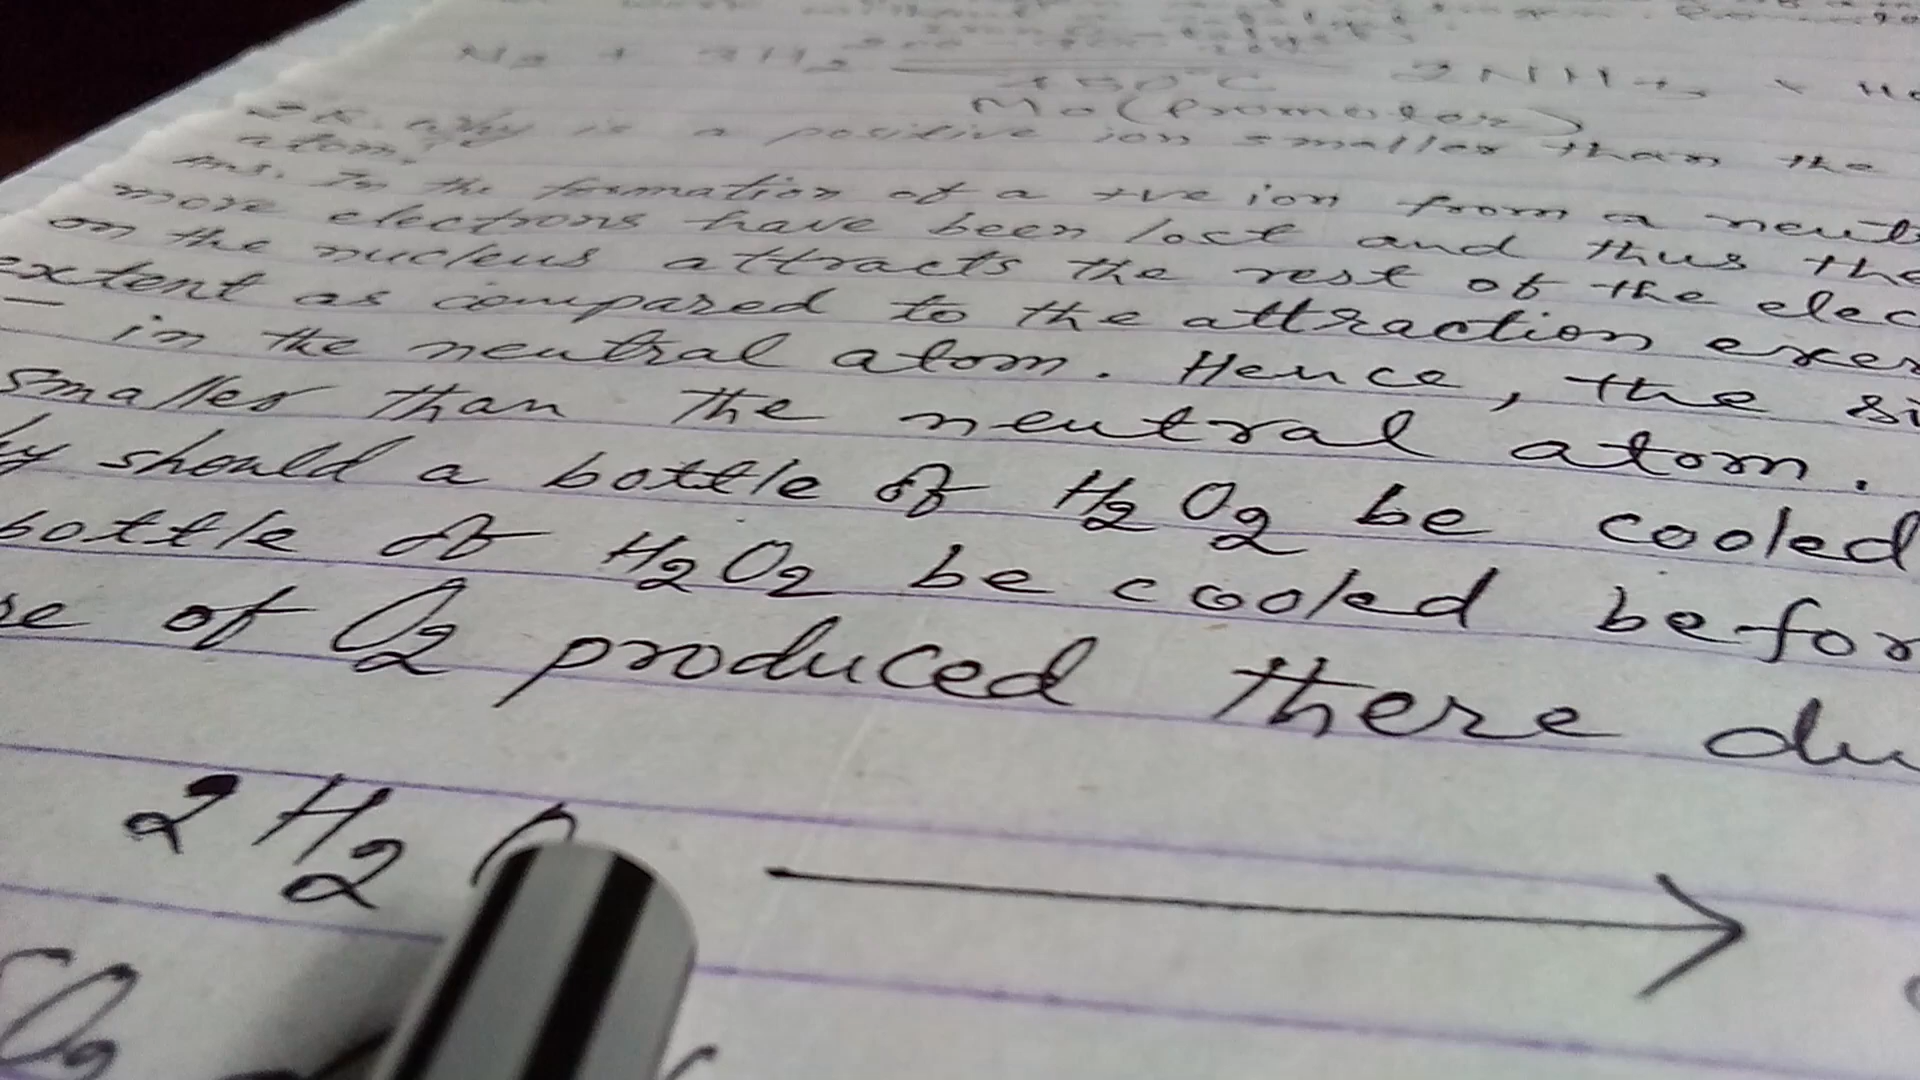 N2 + 3H2 2NH3
450°C
Mo (Promoter)
is a positive ion smaller than the
atom.
Ans. In the formation of a +ve ion from a neut
more electrons have been lost and thus the
on the nucleus attracts the rest of the elec
extent as compared to the attraction exer
in the neutral atom. Hence, the si
smaller than the neutral atom.
hy should a bottle of H2O2 be cooled
bottle of H2O2 be cooled befor
re of O2 produced there du
2H2 ⟶